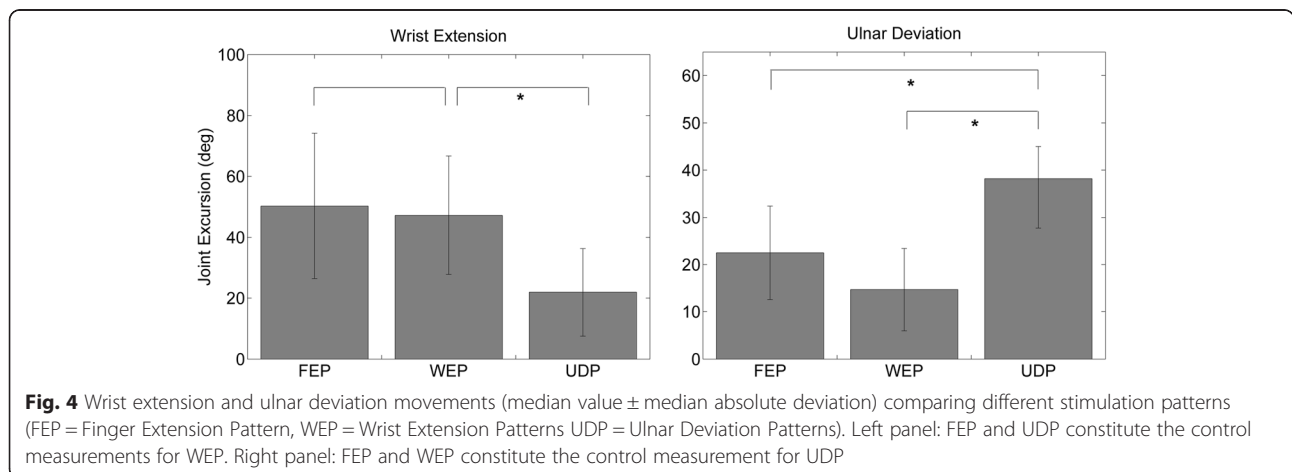 Wrist Extension
Ulnar Deviation
Joint Excursion (deg)
100
80
60
40
20
0
*
FEP WEP UDP
60
50
40
30
20
10
0
*
*
FEP WEP UDP
Fig. 4 Wrist extension and ulnar deviation movements (median value ± median absolute deviation) comparing different stimulation patterns
(FEP = Finger Extension Pattern, WEP = Wrist Extension Patterns UDP = Ulnar Deviation Patterns). Left panel: FEP and UDP constitute the control
measurements for WEP. Right panel: FEP and WEP constitute the control measurement for UDP